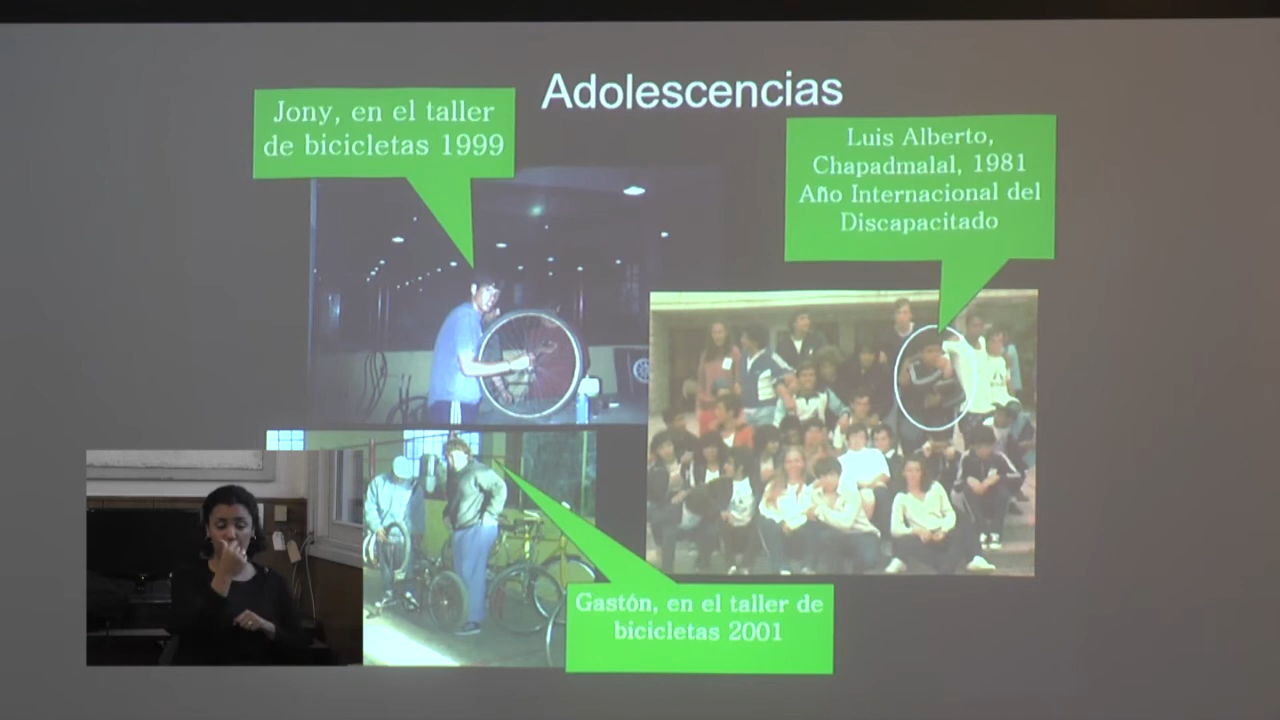 Adolescencias
Jony, en el taller
de bicicletas 1999
Luis Alberto,
Chapadmalal, 1981
Año Internacional del
Discapacitado
Gastón, en el taller de
bicicletas 2001